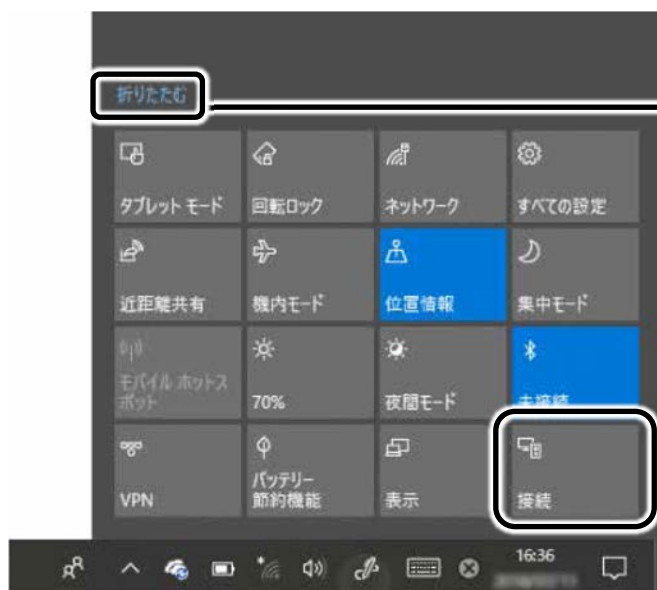 折りたたむ
タブレット モード
回転ロック
ネットワーク
すべての設定
近距離共有
機内モード
位置情報
集中モード
モバイル ホットス
ポット
70%
夜間モード
未接続
VPN
バッテリー
節約機能
表示
接続
16:36